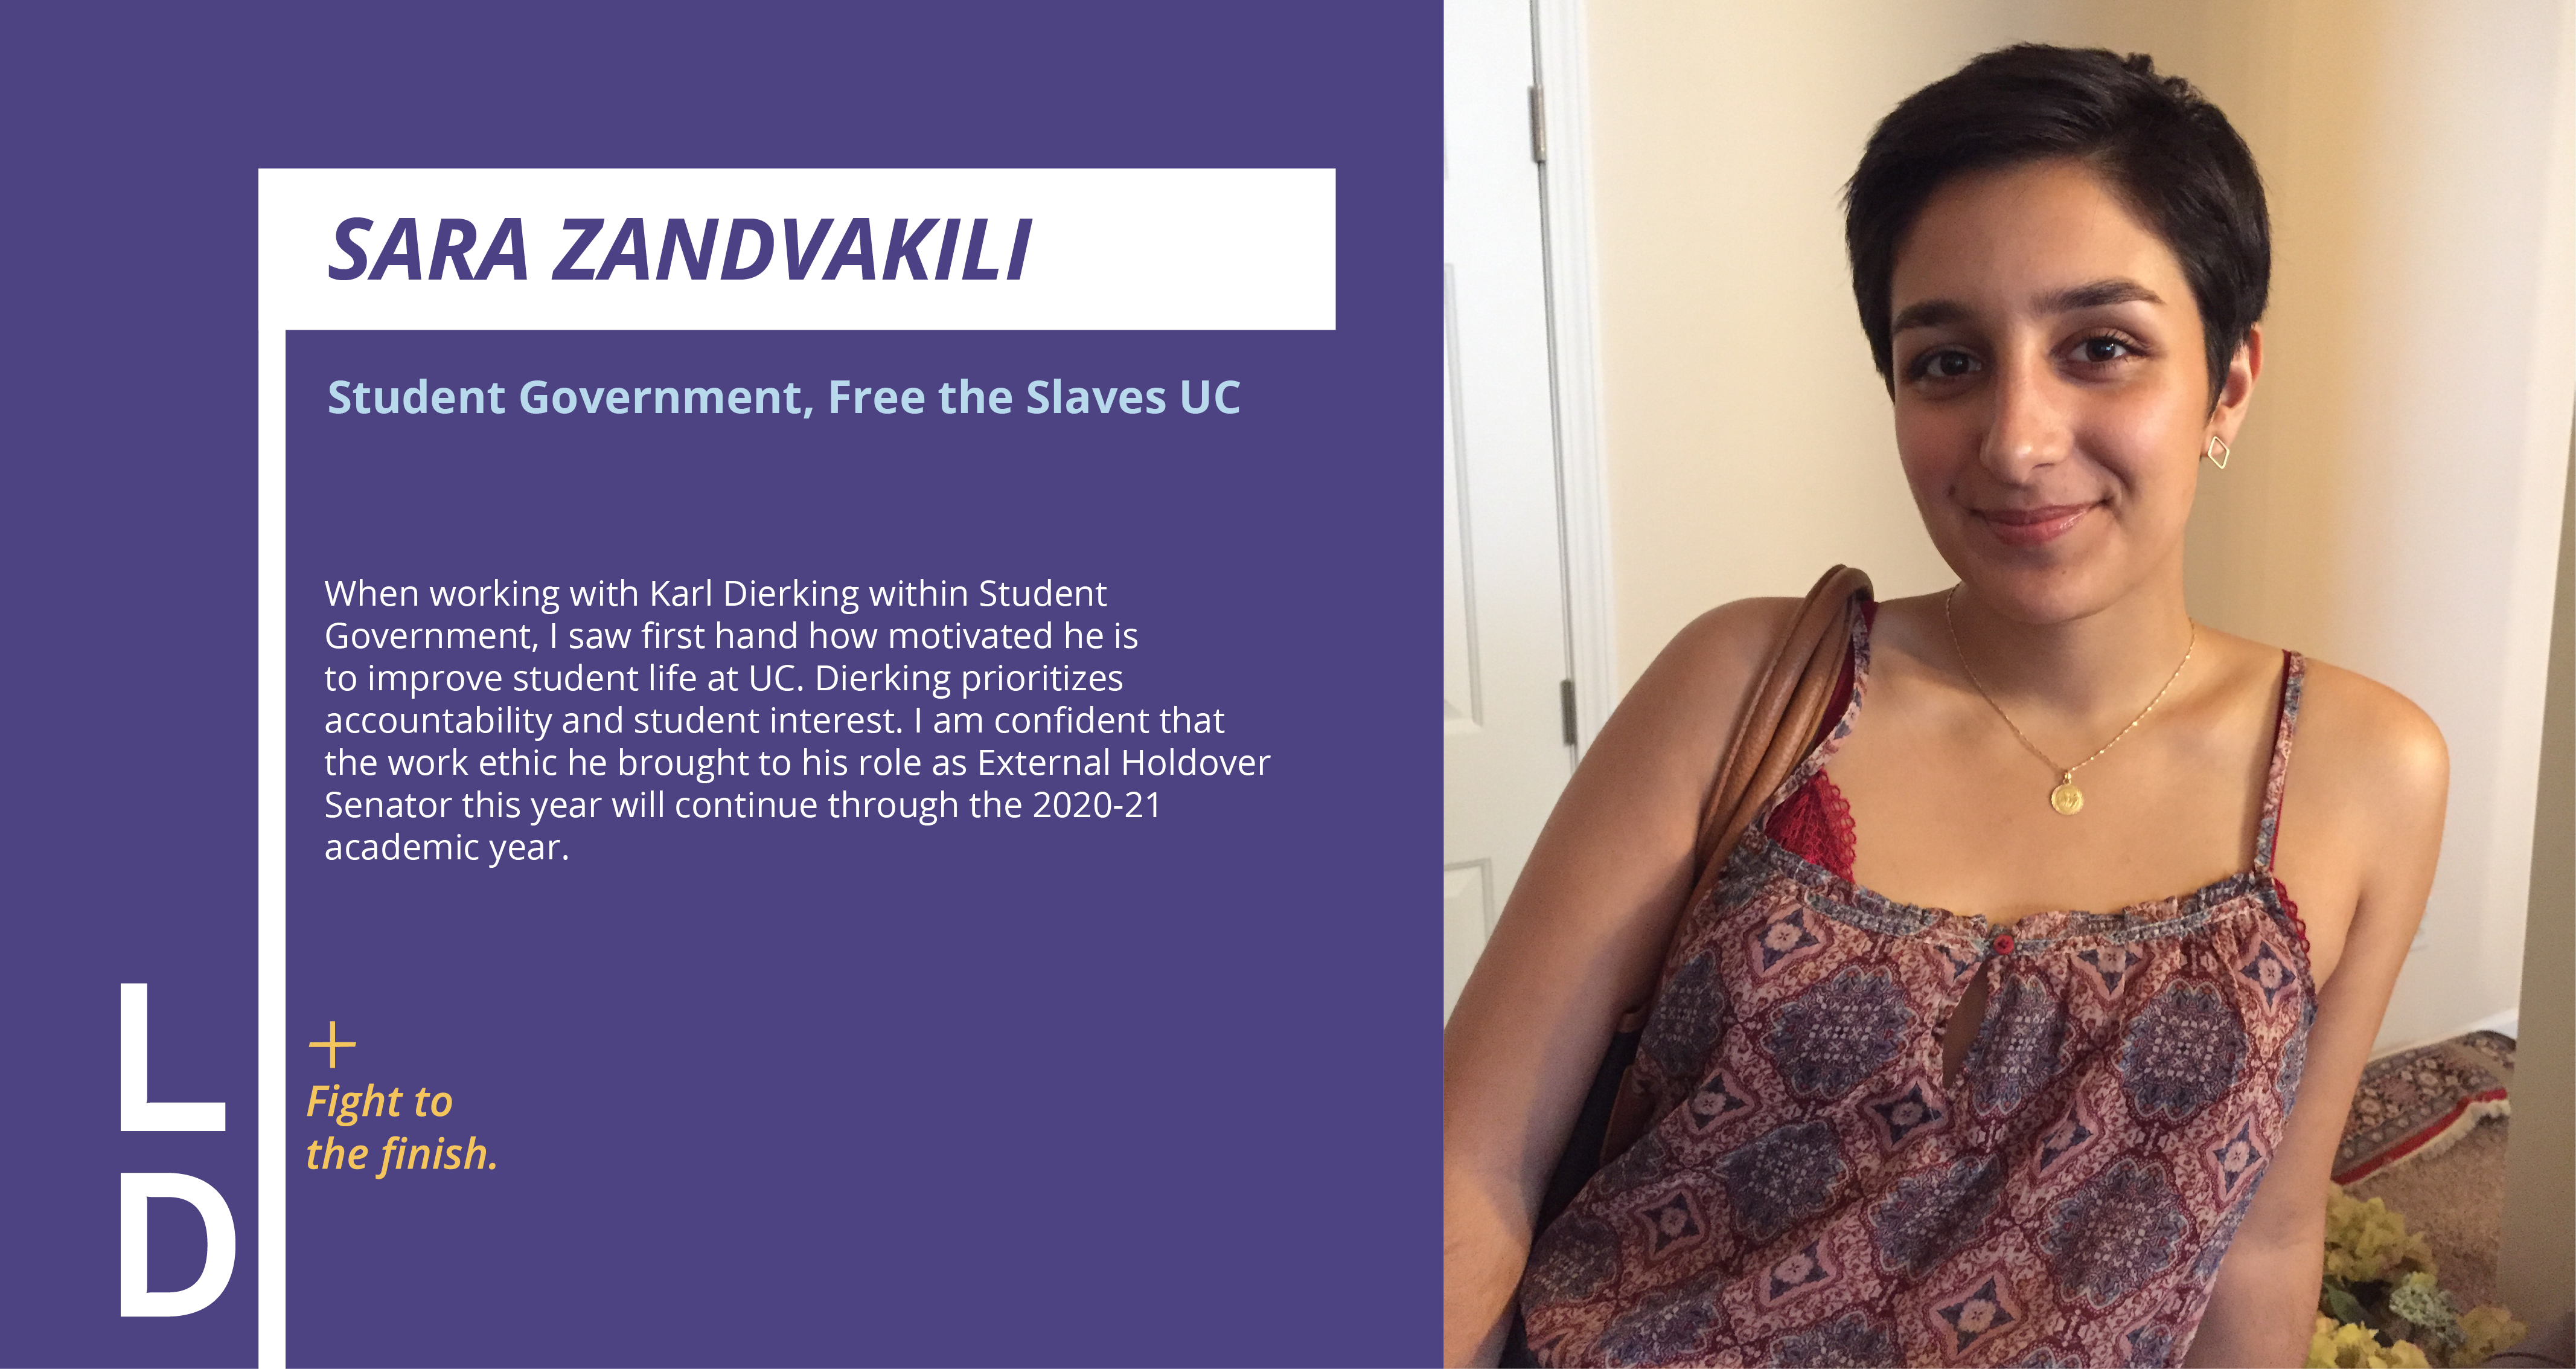 SARA ZANDVAKILI
Student Government, Free the Slaves UC
When working with Karl Dierking within Student
Government, I saw first hand how motivated he is
to improve student life at UC. Dierking prioritizes
accountability and student interest. I am confident that
the work ethic he brought to his role as External Holdover
Senator this year will continue through the 2020-21
academic year.
L
D
+
Fight to
the finish.